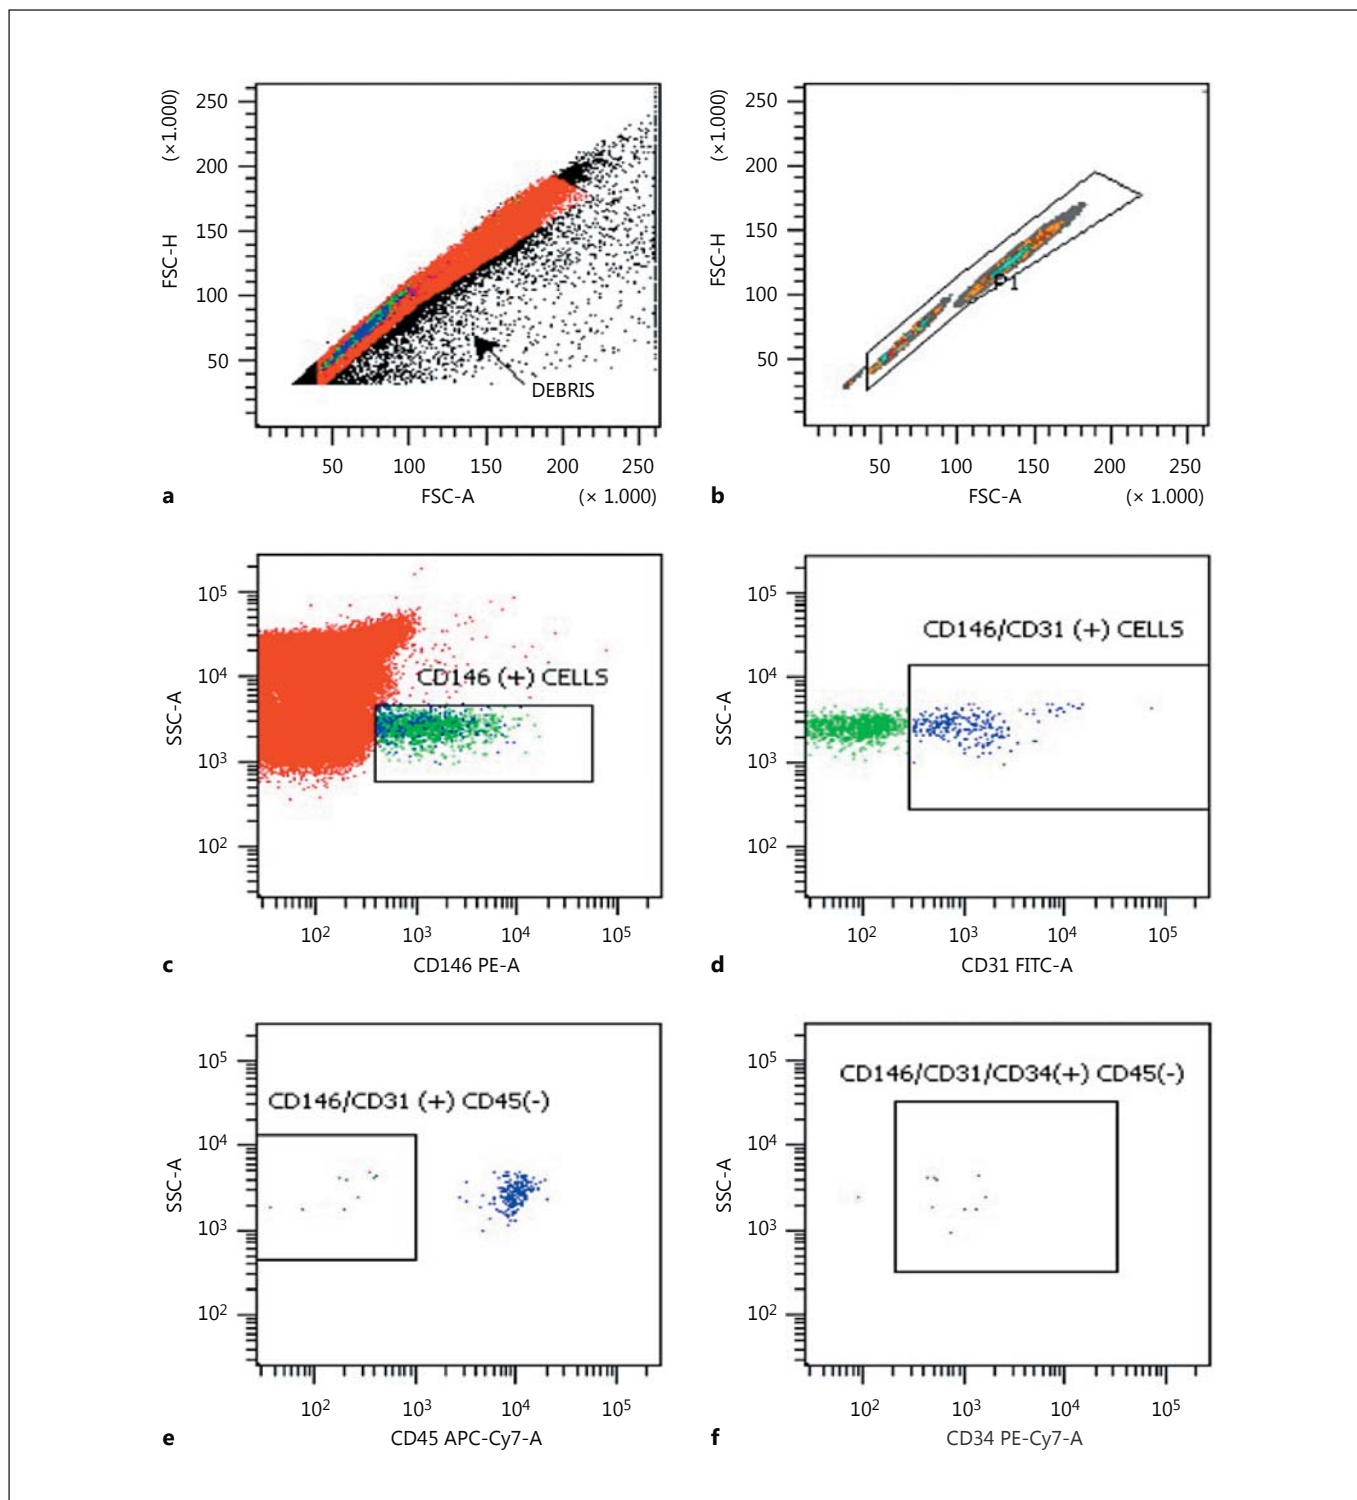 (×1.000)
FSC-H
250
200
150
100
50
DEBRIS
50 100 150 200 250
a FSC-A (× 1.000)
(×1.000)
FSC-H
250
200
150
100
50
P1
50 100 150 200 250
b FSC-A (× 1.000)
SSC-A
10⁵
10⁴
10³
10²
CD146 (+) CELLS
10² 10³ 10⁴ 10⁵
c CD146 PE-A
SSC-A
10⁵
10⁴
10³
10²
CD146/CD31 (+) CELLS
10² 10³ 10⁴ 10⁵
d CD31 FITC-A
SSC-A
10⁵
10⁴
10³
10²
CD146/CD31 (+) CD45(-)
10² 10³ 10⁴ 10⁵
e CD45 APC-Cy7-A
SSC-A
10⁵
10⁴
10³
10²
CD146/CD31/CD34(+) CD45(-)
10² 10³ 10⁴ 10⁵
f CD34 PE-Cy7-A